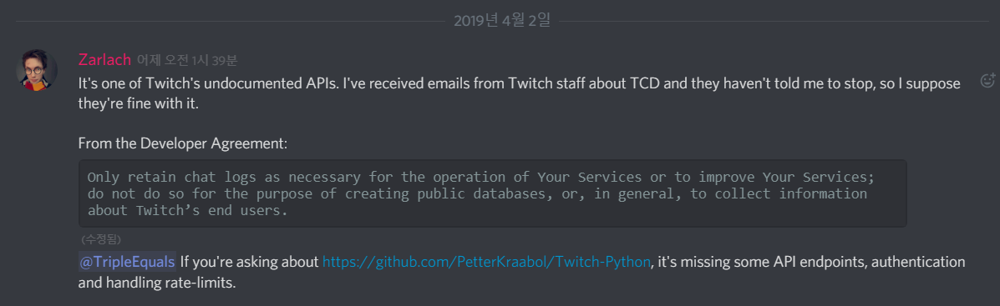 2019년 4월 2일
Zarlach 어제 오전 1시 39분
It's one of Twitch's undocumented APIs. I've received emails from Twitch staff about TCD and they haven't told me to stop, so I suppose
they're fine with it.
From the Developer Agreement:
Only retain chat logs as necessary for the operation of Your Services or to improve Your Services;
do not do so for the purpose of creating public databases, or, in general, to collect information
about Twitch’s end users.
(수정됨)
@TripleEquals If you're asking about https://github.com/PetterKraabol/Twitch-Python, it's missing some API endpoints, authentication
and handling rate-limits.